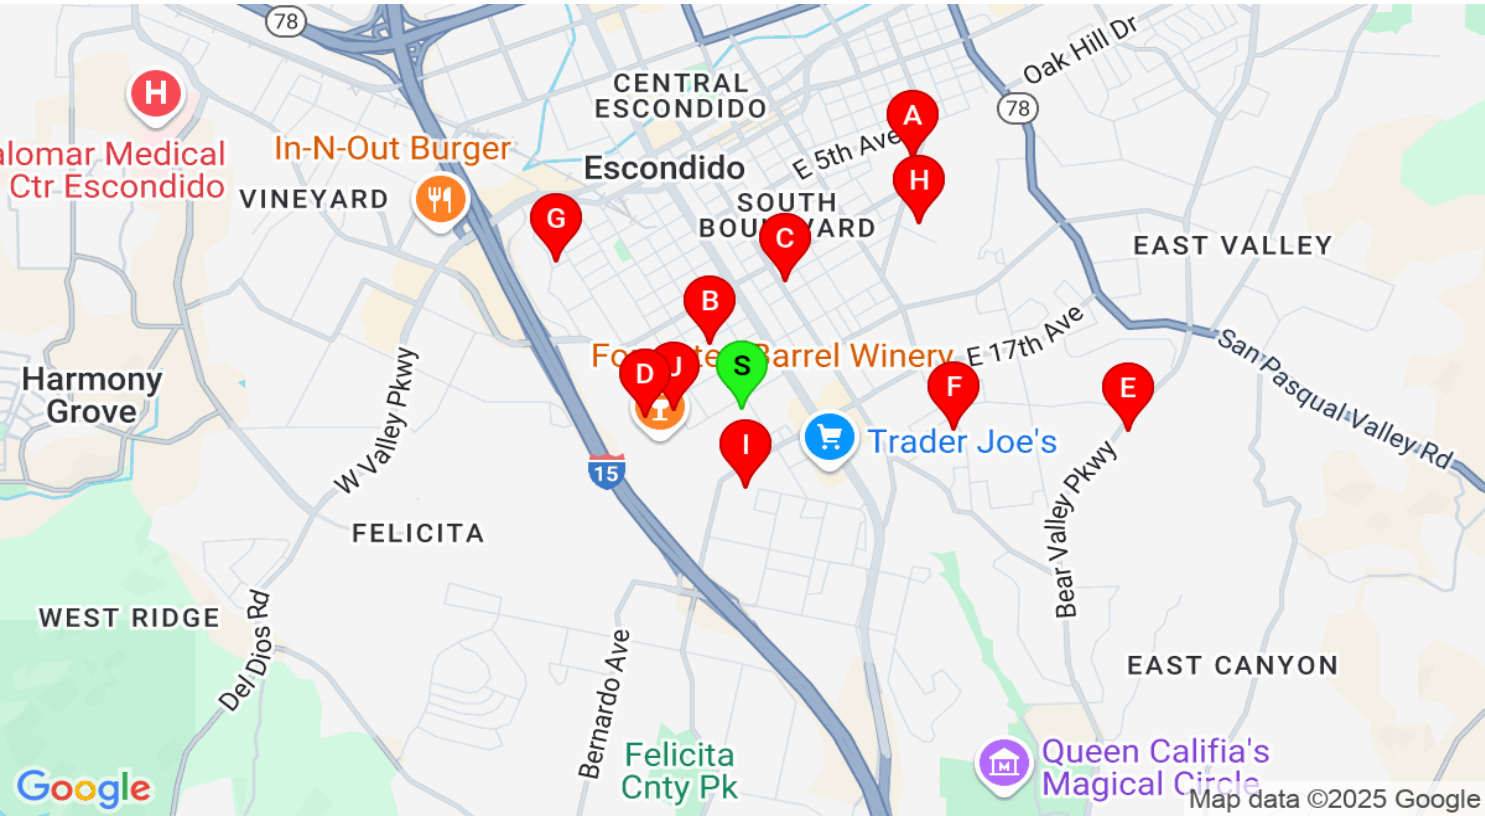 78
Oak Hill Dr
CENTRAL
ESCONDIDO
H
78
A
In-N-Out Burger
E 5th Ave
alomar Medical
Ctr Escondido
Escondido
H
VINEYARD
SOUTH
G
C
EAST VALLEY
B
E 17th Ave
San Pasqual Valley Rd
Barrel Winery
S
J
D
Harmony
Grove
W Valley Pkwy
F
E
I
Trader Joe's
15
Bear Valley Pkwy
FELICITA
WEST RIDGE
Del Dios Rd
Bernardo Ave
EAST CANYON
Felicita
Cnty Pk
Queen Califia's
Magical Circle
M
Google
Map data ©2025 Google